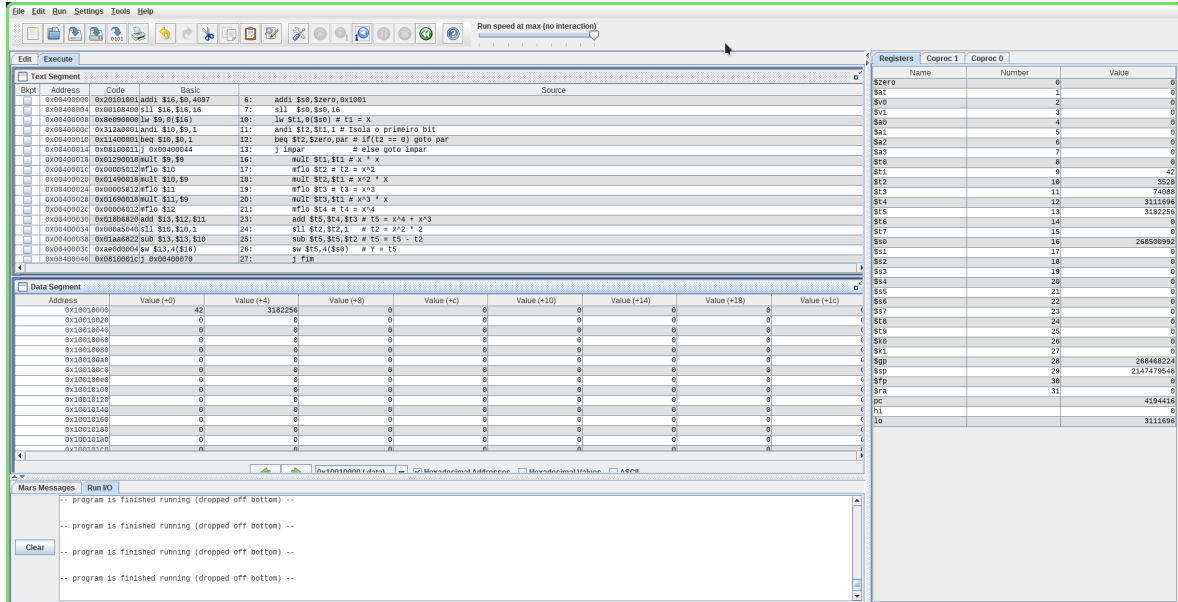 File Edit Run Settings Tools Help
Run speed at max (no interaction)
Edit Execute
Text Segment
Bkpt Address Code Basic Source
0x00400000 0x20101001 addi $16,$0,4097 6: addi $s0,$zero,0x1001
0x00400004 0x00108400 sll $16,$16,16 7: sll $s0,$s0,16
0x00400008 0x8e090000 lw $9,0($16) 10: lw $t1,0($s0) # t1 = X
0x0040000c 0x312a0001 andi $10,$9,1 11: andi $t2,$t1,1 # Isola o primeiro bit
0x00400010 0x11400001 beq $10,$0,1 12: beq $t2,$zero,par # if(t2 == 0) goto par
0x00400014 0x08100011 j 0x00400044 13: j impar # else goto impar
0x00400018 0x01290018 mult $9,$9 16: mult $t1,$t1 # x * x
0x0040001c 0x00005012 mflo $10 17: mflo $t2 # t2 = x^2
0x00400020 0x01490018 mult $10,$9 18: mult $t2,$t1 # x^2 * X
0x00400024 0x00005812 mflo $11 19: mflo $t3 # t3 = x^3
0x00400028 0x01690018 mult $11,$9 20: mult $t3,$t1 # x^3 * X
0x0040002c 0x00006012 mflo $12 21: mflo $t4 # t4 = x^4
0x00400030 0x018b6820 add $13,$12,$11 23: add $t5,$t4,$t3 # t5 = x^4 + x^3
0x00400034 0x000a5040 sll $10,$10,1 24: sll $t2,$t2,1 # t2 = x^2 * 2
0x00400038 0x01aa6822 sub $13,$13,$10 25: sub $t5,$t5,$t2 # t5 = t5 - t2
0x0040003c 0xae0d0004 sw $13,4($16) 26: sw $t5,4($s0) # Y = t5
0x00400040 0x0810001c j 0x00400070 27: j fim
Data Segment
Address Value (+0) Value (+4) Value (+8) Value (+c) Value (+10) Value (+14) Value (+18) Value (+1c)
0x10010000 42 3182256 0 0 0 0 0 0
0x10010020 0 0 0 0 0 0 0 0
0x10010040 0 0 0 0 0 0 0 0
0x10010060 0 0 0 0 0 0 0 0
0x10010080 0 0 0 0 0 0 0 0
0x100100a0 0 0 0 0 0 0 0 0
0x100100c0 0 0 0 0 0 0 0 0
0x100100e0 0 0 0 0 0 0 0 0
0x10010100 0 0 0 0 0 0 0 0
0x10010120 0 0 0 0 0 0 0 0
0x10010140 0 0 0 0 0 0 0 0
0x10010160 0 0 0 0 0 0 0 0
0x10010180 0 0 0 0 0 0 0 0
0x100101a0 0 0 0 0 0 0 0 0
0x100101c0 0 0 0 0 0 0 0 0
0x10010000 (.data) Hexadecimal Addresses Hexadecimal Values ASCII
Mars Messages Run I/O
-- program is finished running (dropped off bottom) --
-- program is finished running (dropped off bottom) --
Clear
-- program is finished running (dropped off bottom) --
-- program is finished running (dropped off bottom) --
Registers Coproc 1 Coproc 0
Name Number Value
$zero 0 0
$at 1 0
$v0 2 0
$v1 3 0
$a0 4 0
$a1 5 0
$a2 6 0
$a3 7 0
$t0 8 0
$t1 9 42
$t2 10 3528
$t3 11 74088
$t4 12 3111696
$t5 13 3182256
$t6 14 0
$t7 15 0
$s0 16 268500992
$s1 17 0
$s2 18 0
$s3 19 0
$s4 20 0
$s5 21 0
$s6 22 0
$s7 23 0
$t8 24 0
$t9 25 0
$k0 26 0
$k1 27 0
$gp 28 268468224
$sp 29 2147479548
$fp 30 0
$ra 31 0
pc 4194416
hi 0
lo 3111696